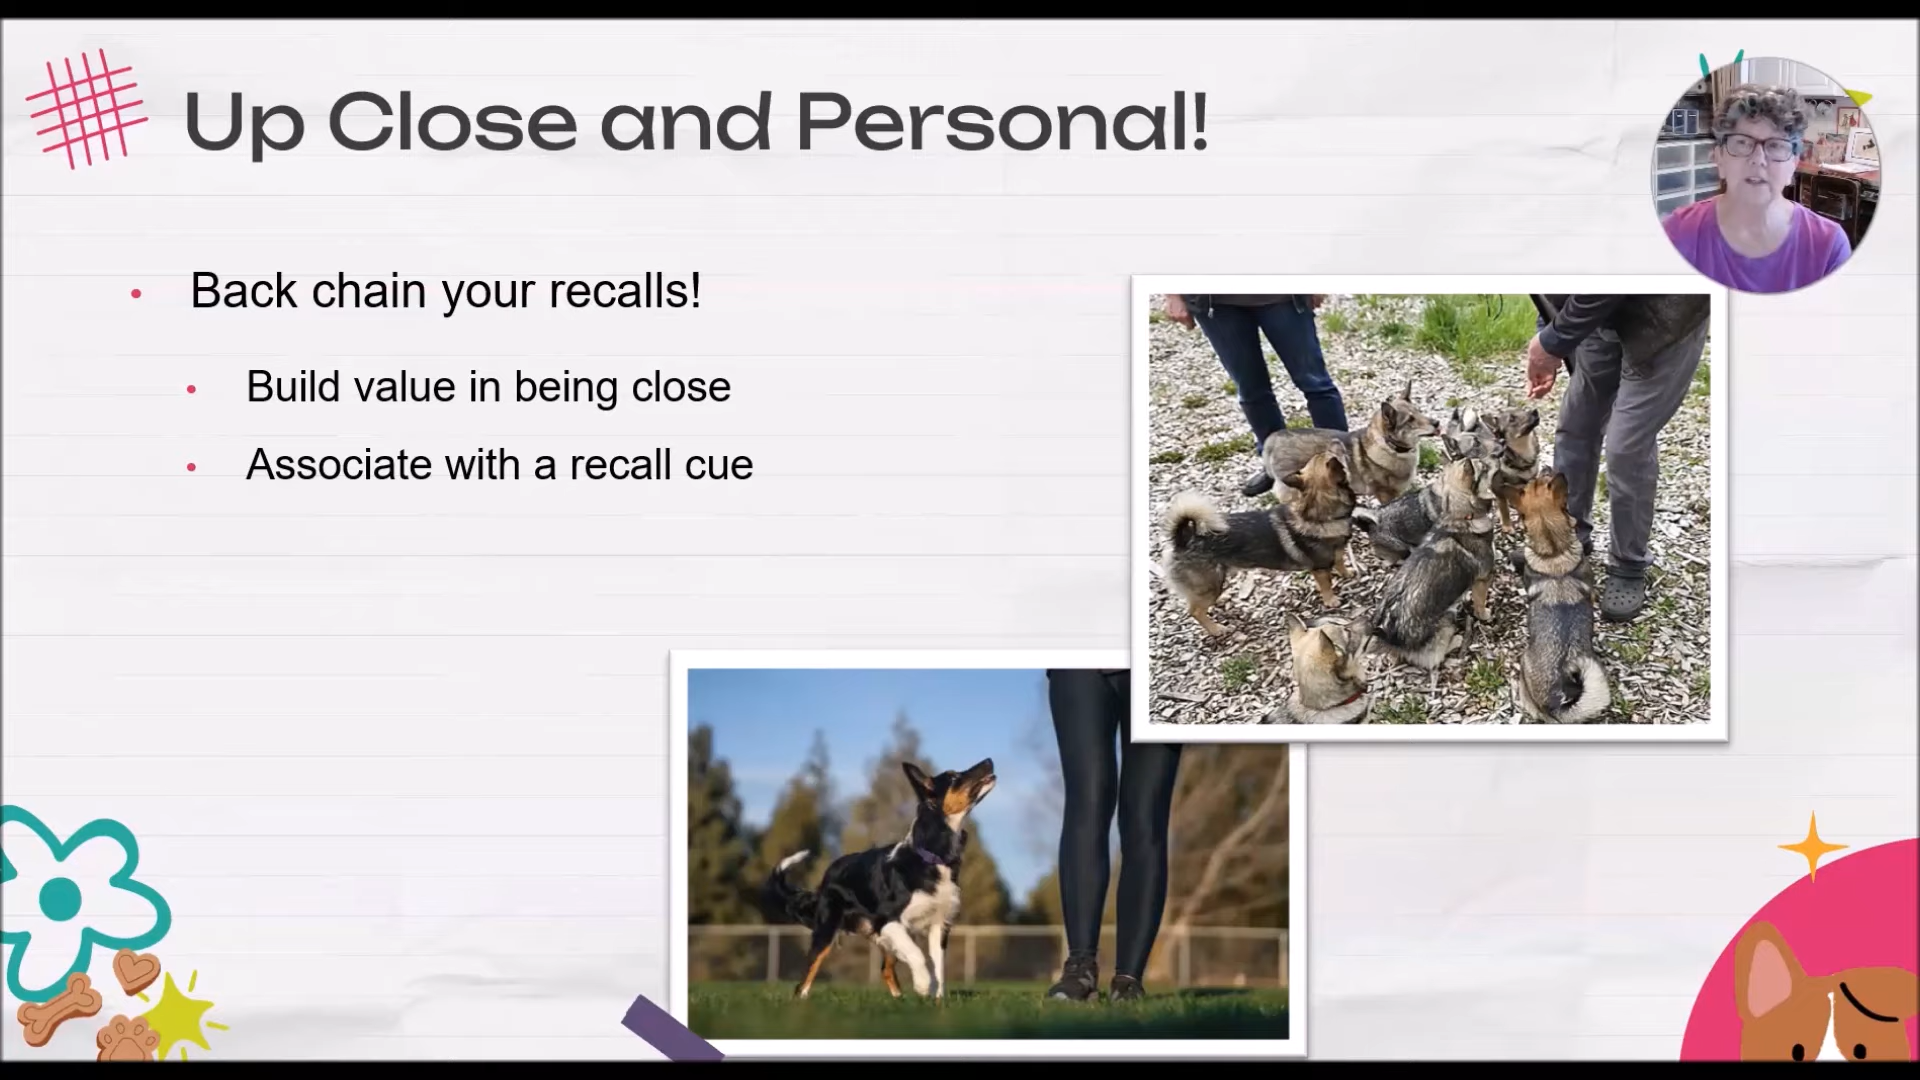 Up Close and Personal!
Back chain your recalls!
Build value in being close
Associate with a recall cue